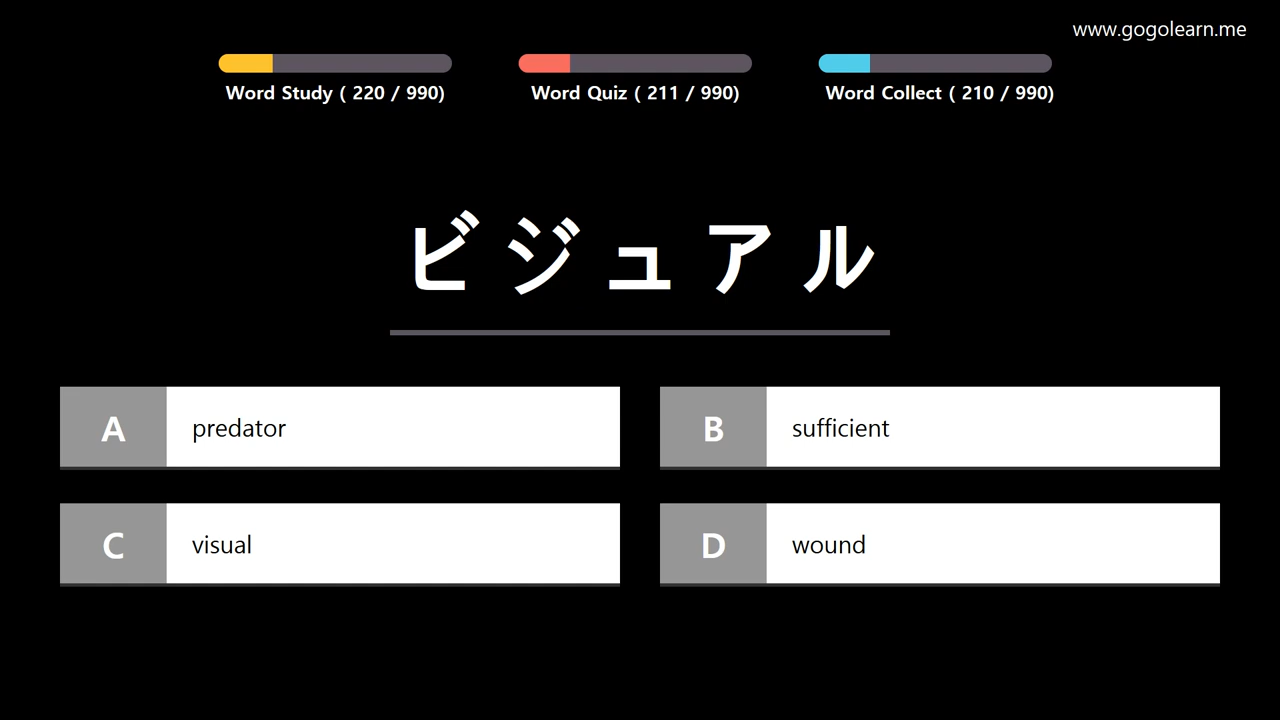 www.gogolearn.me
Word Study ( 220 / 990)
Word Quiz ( 211 / 990)
Word Collect ( 210 / 990)
ビジュアル
A predator
B sufficient
C visual
D wound